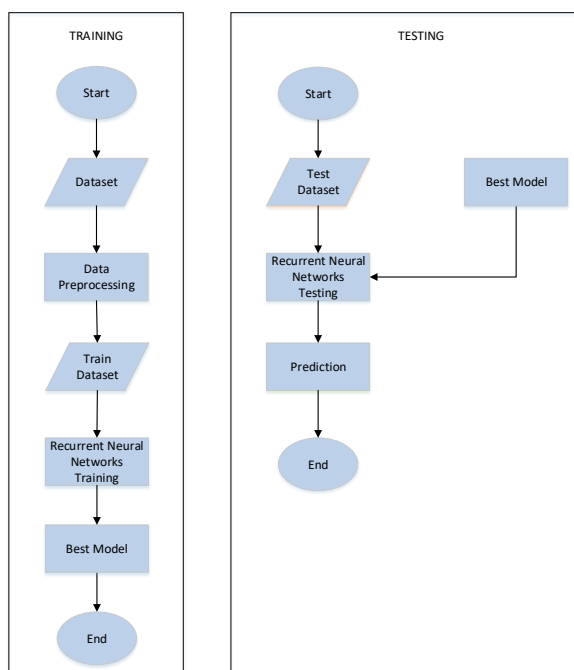 TRAINING
Start
Dataset
Data
Preprocessing
Train
Dataset
Recurrent Neural
Networks
Training
Best Model
End
TESTING
Start
Test
Dataset
Best Model
Recurrent Neural
Networks
Testing
Prediction
End